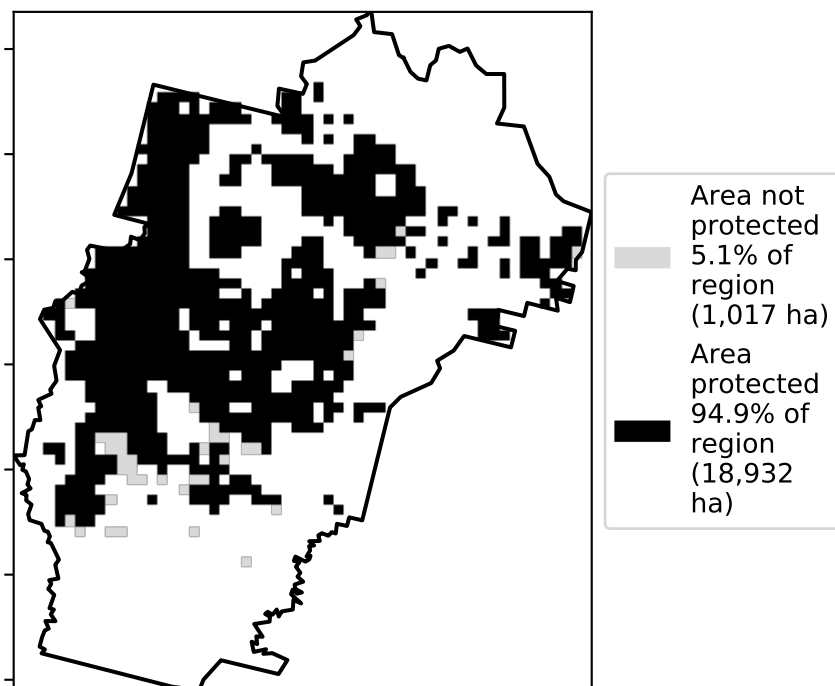 Area not
protected
5.1% of
region
(1,017 ha)
Area
protected
94.9% of
region
(18,932
ha)